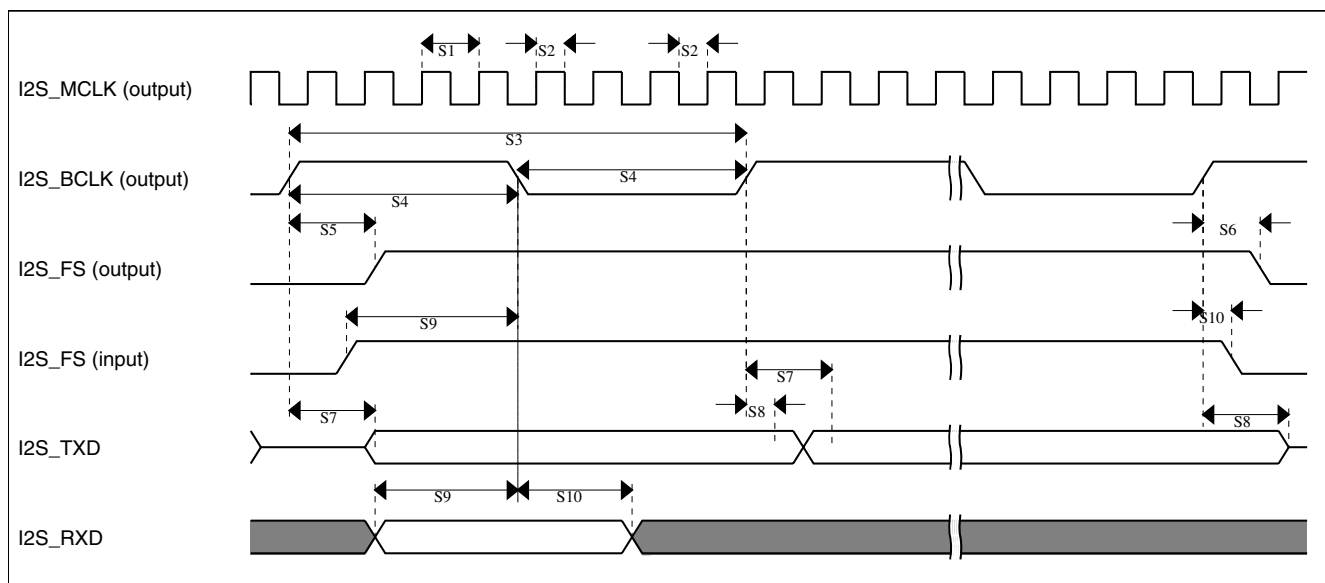 S1
S2
S2
I2S_MCLK (output)
S3
I2S_BCLK (output)
S4
S4
S5
S6
I2S_FS (output)
S9
S10
I2S_FS (input)
S7
S7
S8
S8
I2S_TXD
S9
S10
I2S_RXD